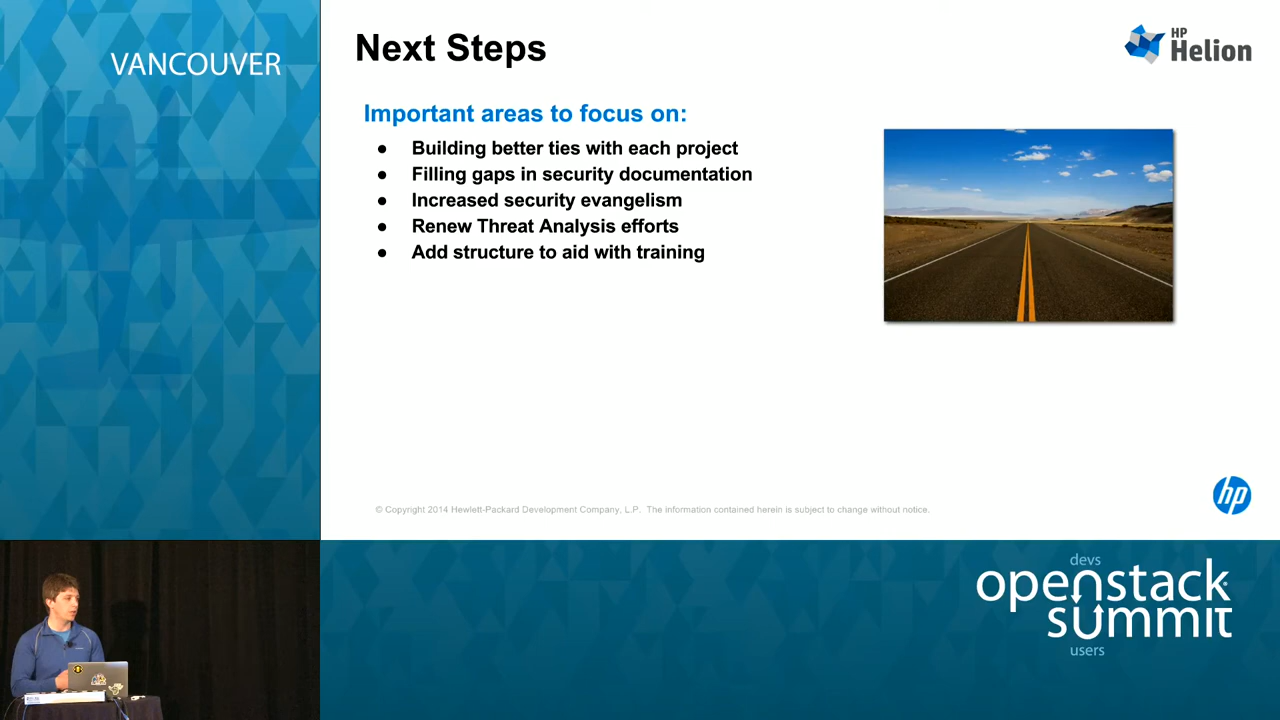 VANCOUVER
Next Steps
HP
Helion
Important areas to focus on:
● Building better ties with each project
● Filling gaps in security documentation
● Increased security evangelism
● Renew Threat Analysis efforts
● Add structure to aid with training
© Copyright 2014 Hewlett-Packard Development Company, L.P. The information contained herein is subject to change without notice.
hp
devs
openstack
summit
users